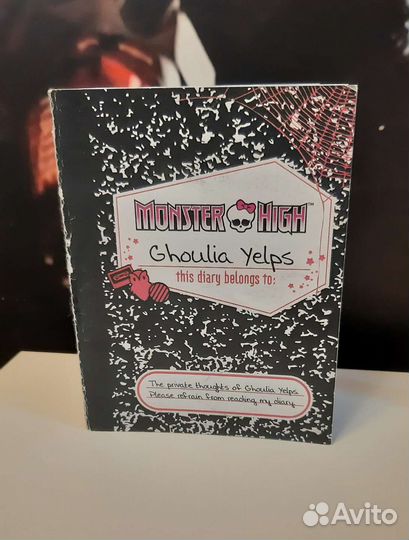 MONSTER HIGH™
Ghoulia Yelps
this diary belongs to:
The private thoughts of Ghoulia Yelps
Please refrain from reading my diary.
Avito